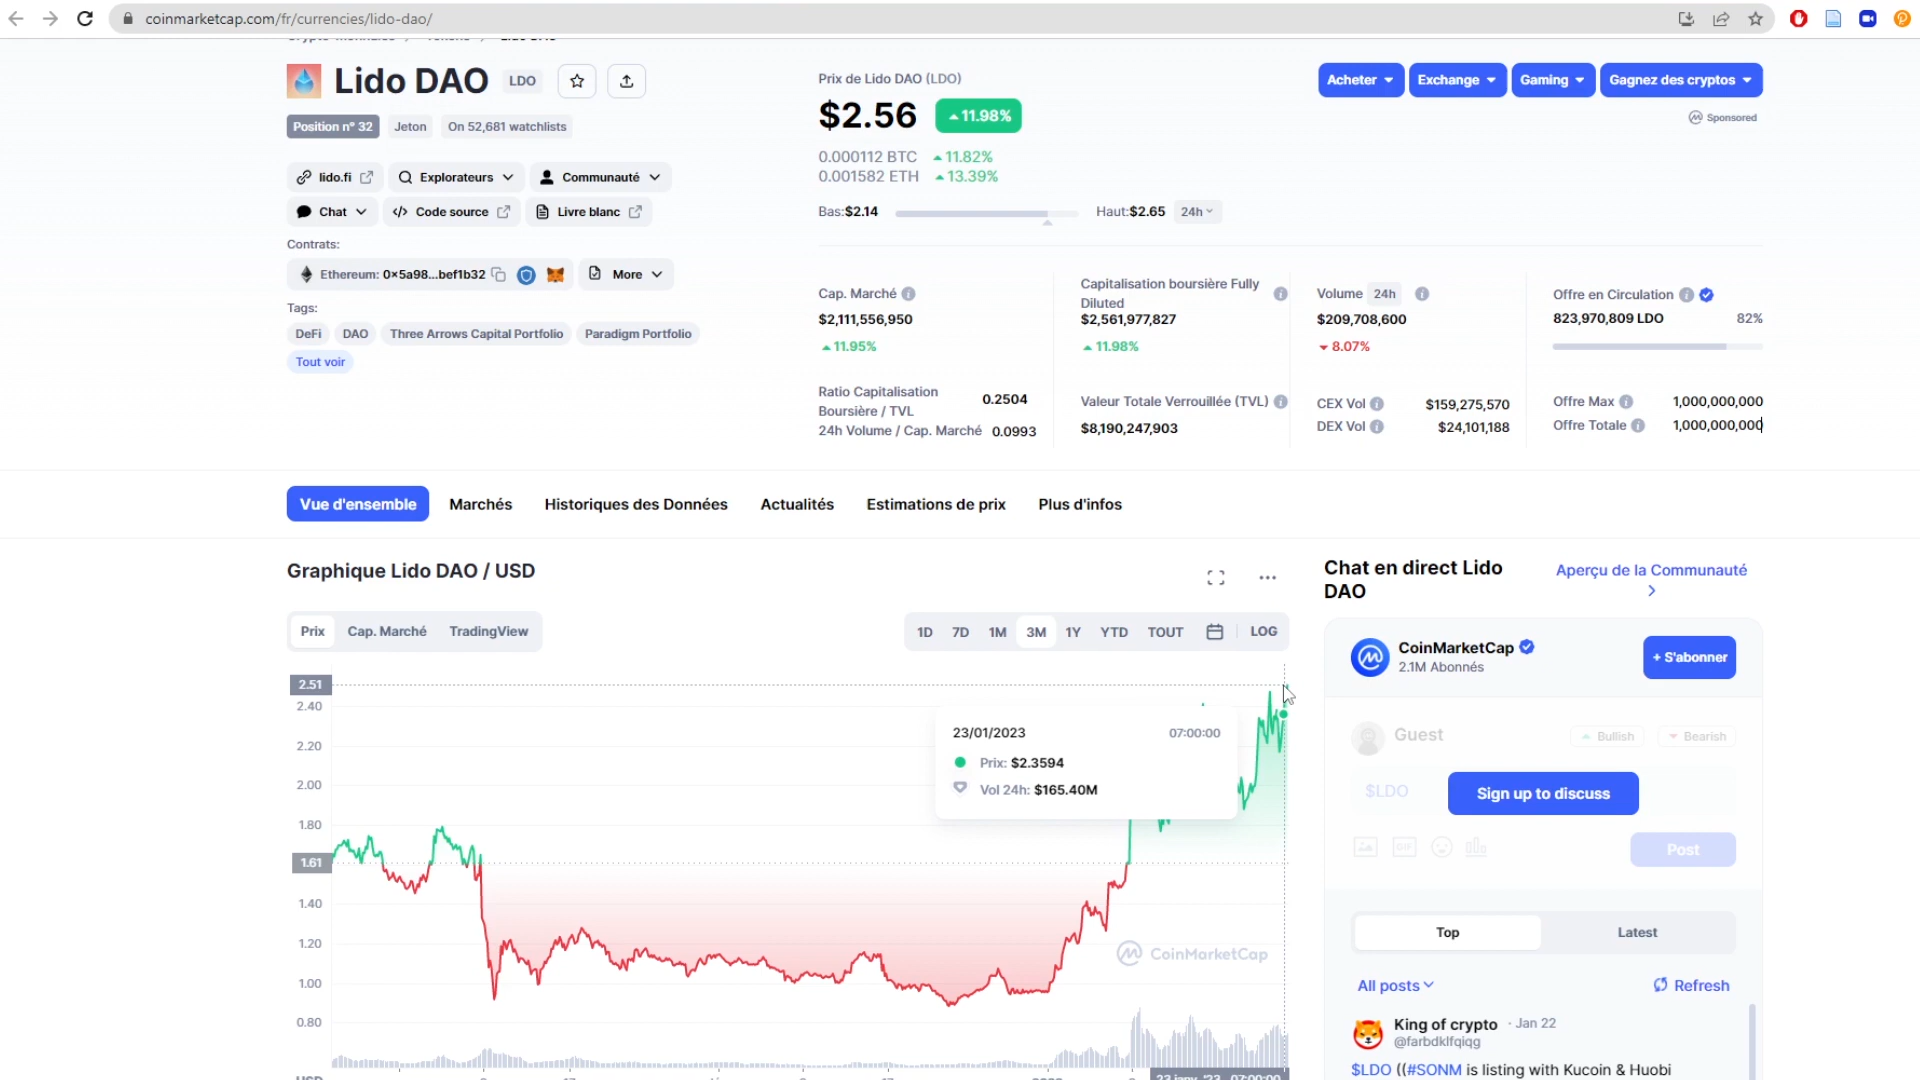 coinmarketcap.com/fr/currencies/lido-dao/
Lido DAO LDO
Position n° 32 Jeton On 52,681 watchlists
lido.fi Explorateurs Communauté
Chat Code source Livre blanc
Contrats:
Ethereum: 0x5a98...bef1b32 More
Tags:
DeFi DAO Three Arrows Capital Portfolio Paradigm Portfolio
Tout voir
Prix de Lido DAO (LDO)
$2.56 11.98%
0.000112 BTC 11.82%
0.001582 ETH 13.39%
Bas:$2.14 Haut:$2.65 24h
Acheter Exchange Gaming Gagnez des cryptos
Sponsored
Cap. Marché
$2,111,556,950
11.95%
Ratio Capitalisation
Boursière / TVL 0.2504
24h Volume / Cap. Marché 0.0993
Capitalisation boursière Fully
Diluted
$2,561,977,827
11.98%
Valeur Totale Verrouillée (TVL)
$8,190,247,903
Volume 24h
$209,708,600
8.07%
CEX Vol $159,275,570
DEX Vol $24,101,188
Offre en Circulation
823,970,809 LDO 82%
Offre Max 1,000,000,000
Offre Totale 1,000,000,000
Vue d'ensemble Marchés Historiques des Données Actualités Estimations de prix Plus d'infos
Graphique Lido DAO / USD
Prix Cap. Marché TradingView
1D 7D 1M 3M 1Y YTD TOUT LOG
2.51
2.40
2.20
2.00
1.80
1.61
1.40
1.20
1.00
0.80
23/01/2023 07:00:00
Prix: $2.3594
Vol 24h: $165.40M
CoinMarketCap
Chat en direct Lido
DAO
Aperçu de la Communauté
CoinMarketCap
2.1M Abonnés
+ S'abonner
Guest Bullish Bearish
$LDO
Sign up to discuss
GIF
Post
Top Latest
All posts Refresh
King of crypto · Jan 22
@farbdklfqiqg
$LDO ((#SONM is listing with Kucoin & Huobi